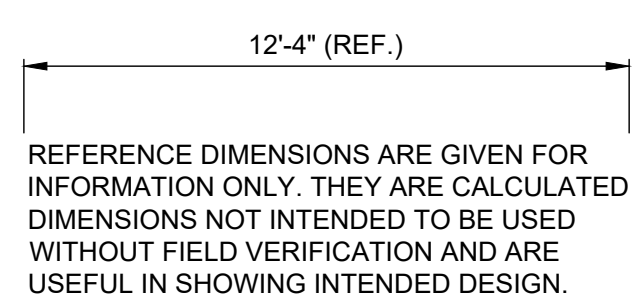 12'-4" (REF.)
REFERENCE DIMENSIONS ARE GIVEN FOR
INFORMATION ONLY. THEY ARE CALCULATED
DIMENSIONS NOT INTENDED TO BE USED
WITHOUT FIELD VERIFICATION AND ARE
USEFUL IN SHOWING INTENDED DESIGN.